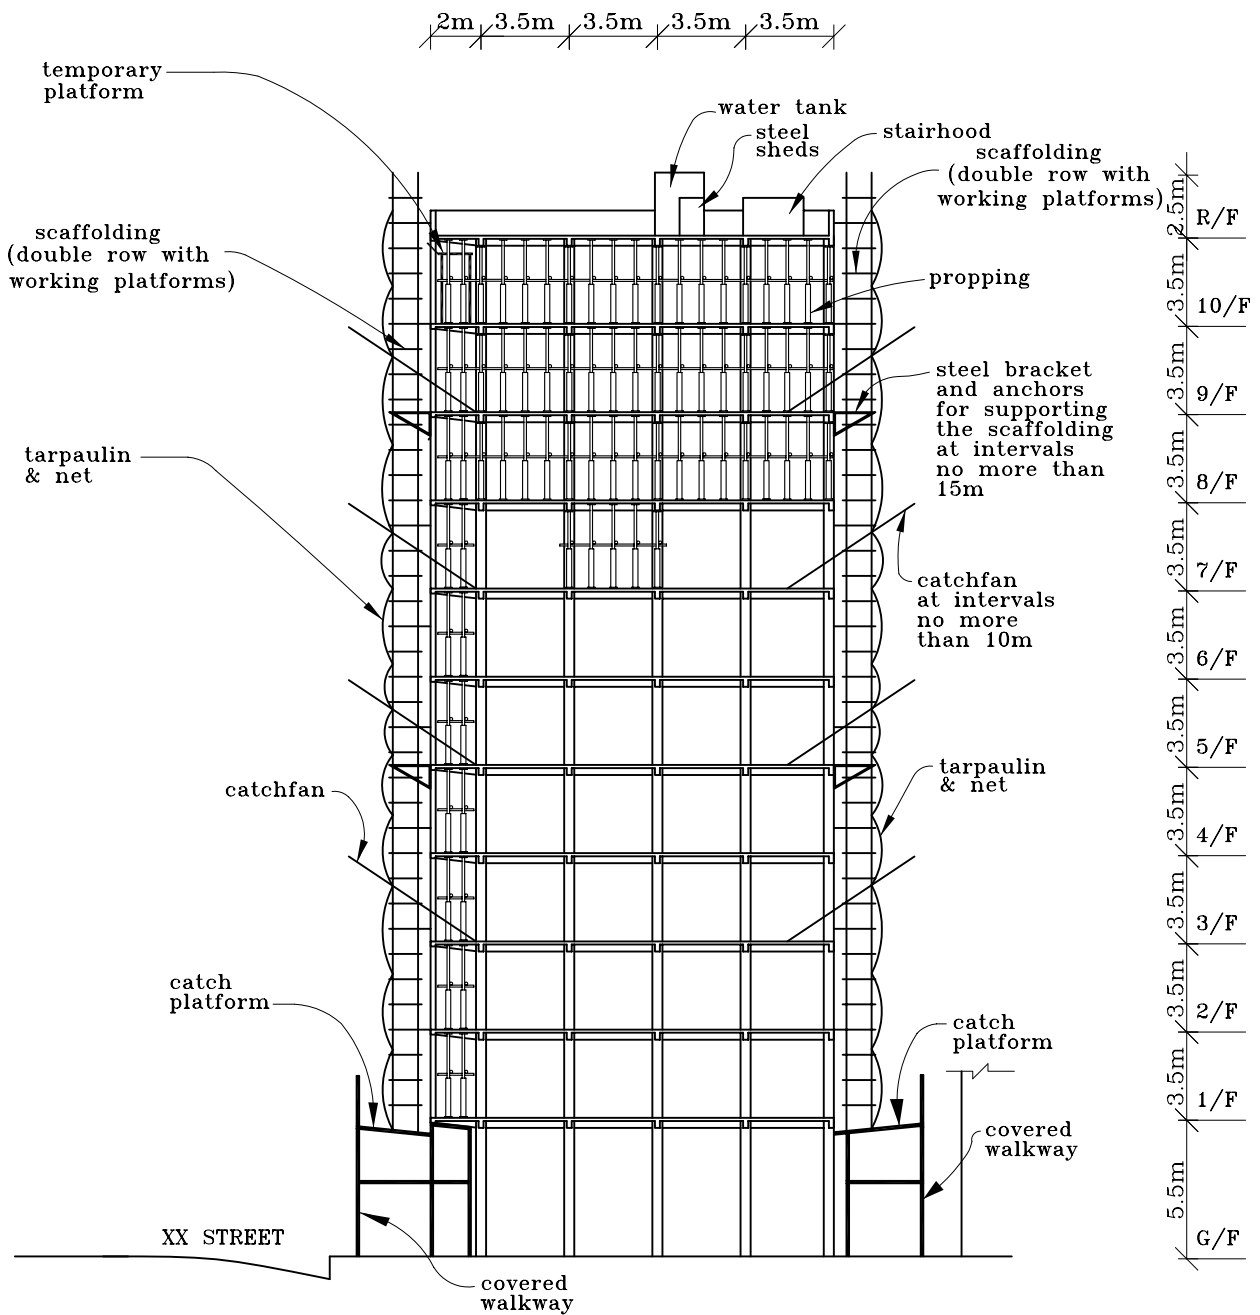 2m 3.5m 3.5m 3.5m 3.5m
temporary
platform
water tank
steel
sheds
stairhood
scaffolding
(double row with
working platforms)
scaffolding
(double row with
working platforms)
propping
steel bracket
and anchors
for supporting
the scaffolding
at intervals
no more than
15m
tarpaulin
& net
catchfan
at intervals
no more
than 10m
tarpaulin
& net
catchfan
catch
platform
catch
platform
covered
walkway
XX STREET
covered
walkway
2.5m R/F
3.5m 10/F
3.5m 9/F
3.5m 8/F
3.5m 7/F
3.5m 6/F
3.5m 5/F
3.5m 4/F
3.5m 3/F
3.5m 2/F
3.5m 1/F
5.5m G/F